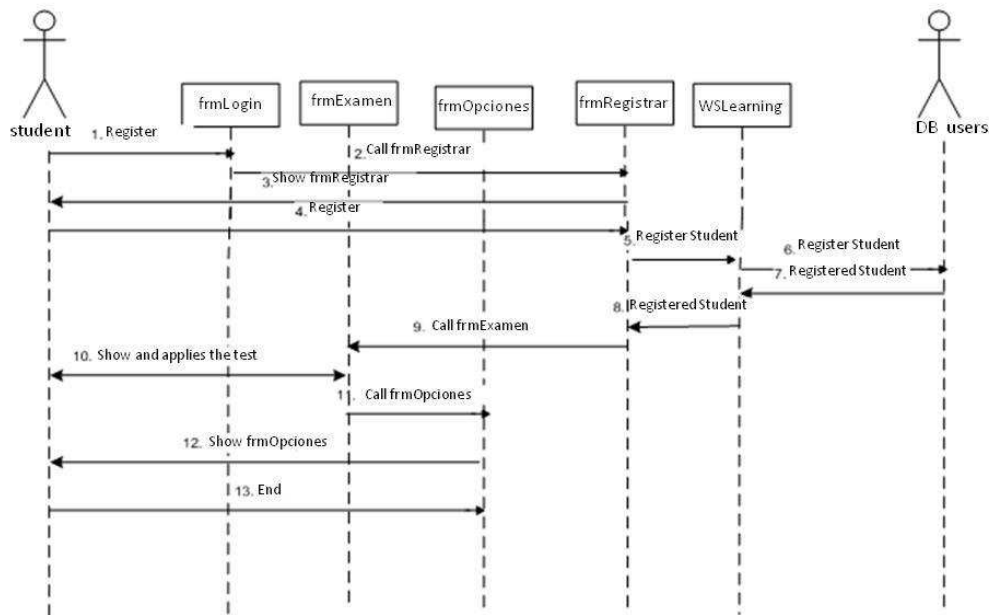 frmLogin
frmExamen
frmOpciones
frmRegistrar
WSLearning
student
DB users
1. Register
2. Call frmRegistrar
3. Show frmRegistrar
4. Register
5. Register Student
6. Register Student
7. Registered Student
8. Registered Student
9. Call frmExamen
10. Show and applies the test
11. Call frmOpciones
12. Show frmOpciones
13. End